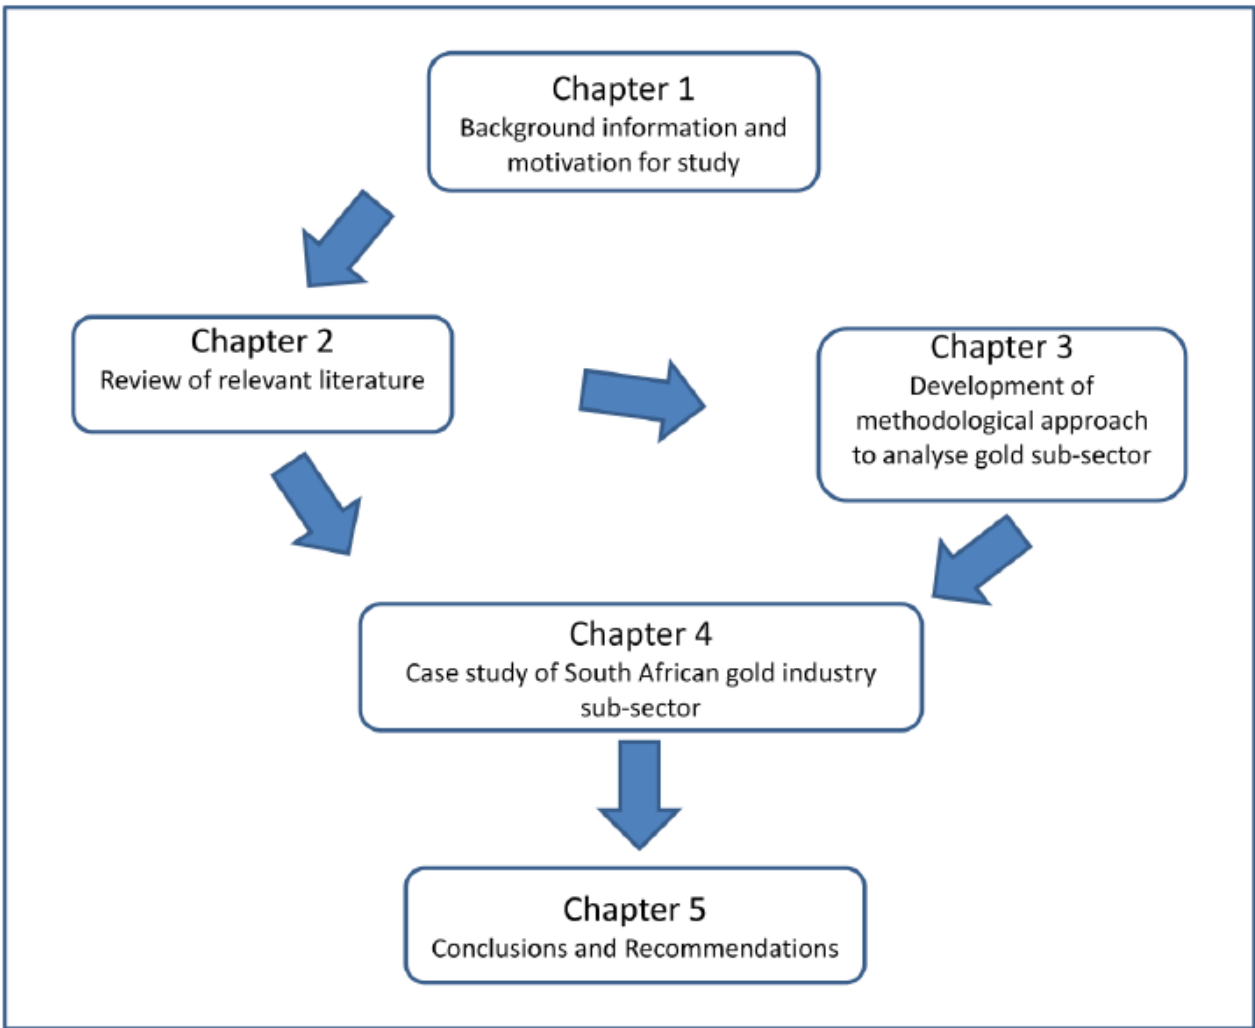 Chapter 1
Background information and
motivation for study
Chapter 2
Review of relevant literature
Chapter 3
Development of
methodological approach
to analyse gold sub-sector
Chapter 4
Case study of South African gold industry
sub-sector
Chapter 5
Conclusions and Recommendations